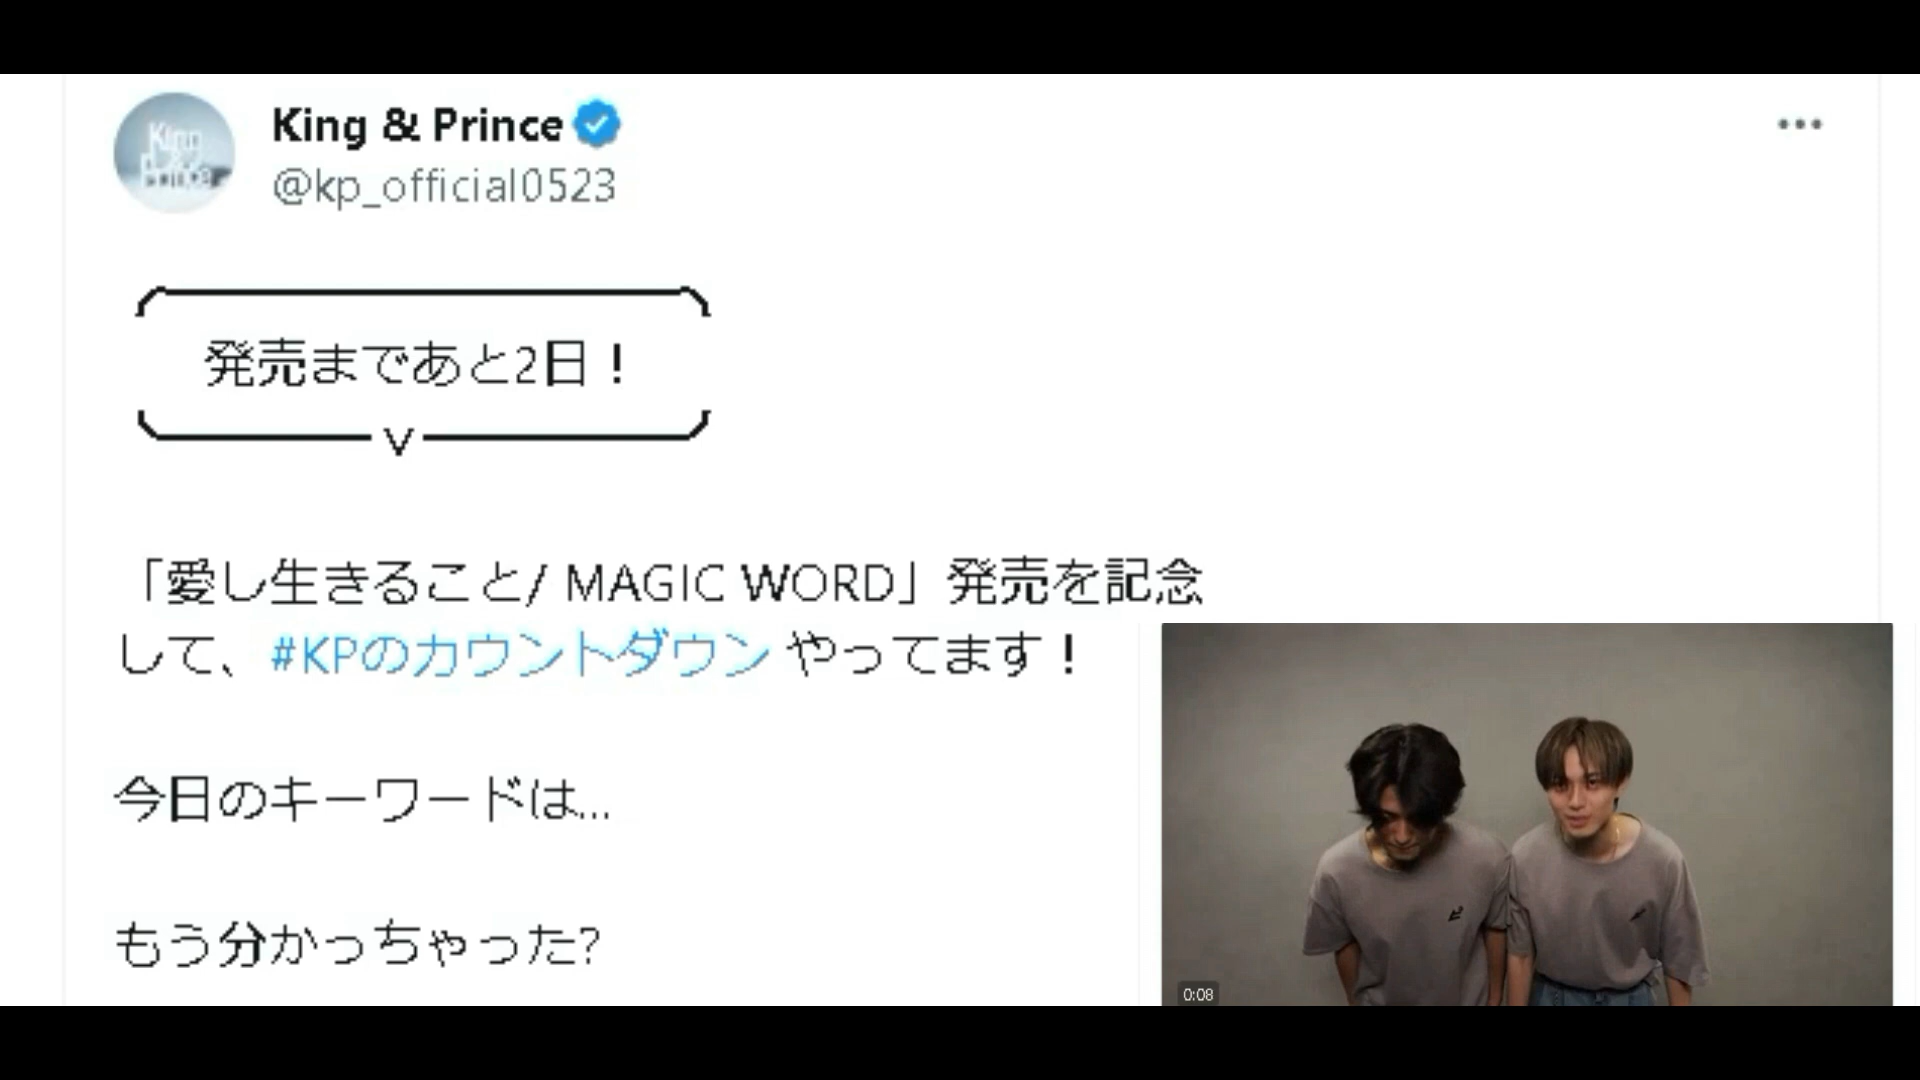 King & Prince
@kp_official0523
発売まであと2日！
「愛し生きること/ MAGIC WORD」発売を記念
して、#KPのカウントダウン やってます！
今日のキーワードは...
もう分かっちゃった?
0:08